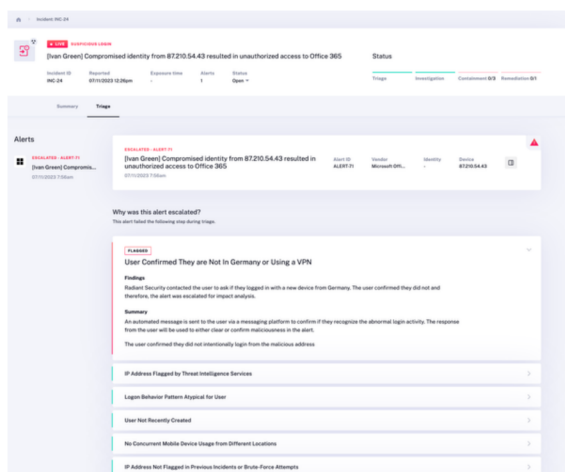 Incident: INC-24
LIVE SUSPICIOUS LOGIN
[Ivan Green] Compromised identity from 87.210.54.43 resulted in unauthorized access to Office 365
Status
Incident ID Reported Exposure time Alerts Status
INC-24 07/11/2023 12:26pm - 1 Open
Triage Investigation Containment 0/3 Remediation 0/1
Summary Triage
Alerts
ESCALATED - ALERT-71
[Ivan Green] Compromis...
07/11/2023 7:56am
ESCALATED - ALERT-71
[Ivan Green] Compromised identity from 87.210.54.43 resulted in
unauthorized access to Office 365
07/11/2023 7:56am
Alert ID Vendor Identity Device
ALERT-71 Microsoft Offi... - 87.210.54.43
Why was this alert escalated?
This alert failed the following step during triage.
FLAGGED
User Confirmed They are Not In Germany or Using a VPN
Findings
Radiant Security contacted the user to ask if they logged in with a new device from Germany. The user confirmed they did not and
therefore, the alert was escalated for impact analysis.
Summary
An automated message is sent to the user via a messaging platform to confirm if they recognize the abnormal login activity. The response
from the user will be used to either clear or confirm maliciousness in the alert.
The user confirmed they did not intentionally login from the malicious address
IP Address Flagged by Threat Intelligence Services
Logon Behavior Pattern Atypical for User
User Not Recently Created
No Concurrent Mobile Device Usage from Different Locations
IP Address Not Flagged in Previous Incidents or Brute-Force Attempts